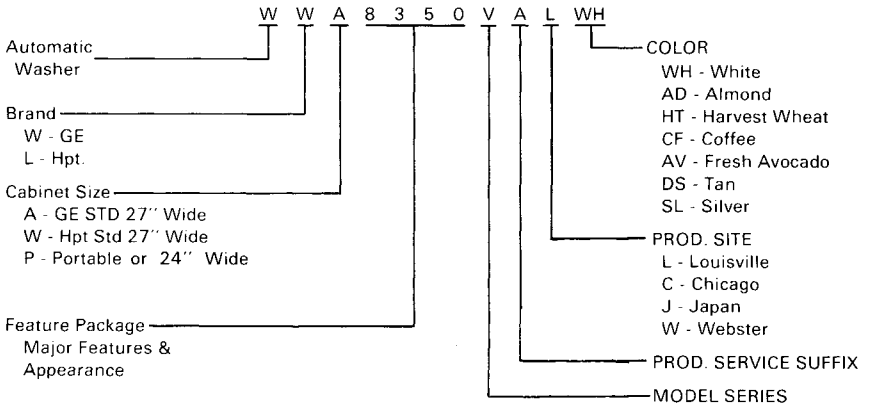 W W A 8 3 5 0 V A L WH
Automatic
Washer
Brand
W - GE
L - Hpt.
Cabinet Size
A - GE STD 27'' Wide
W - Hpt Std 27'' Wide
P - Portable or 24'' Wide
Feature Package
Major Features &
Appearance
COLOR
WH - White
AD - Almond
HT - Harvest Wheat
CF - Coffee
AV - Fresh Avocado
DS - Tan
SL - Silver
PROD. SITE
L - Louisville
C - Chicago
J - Japan
W - Webster
PROD. SERVICE SUFFIX
MODEL SERIES